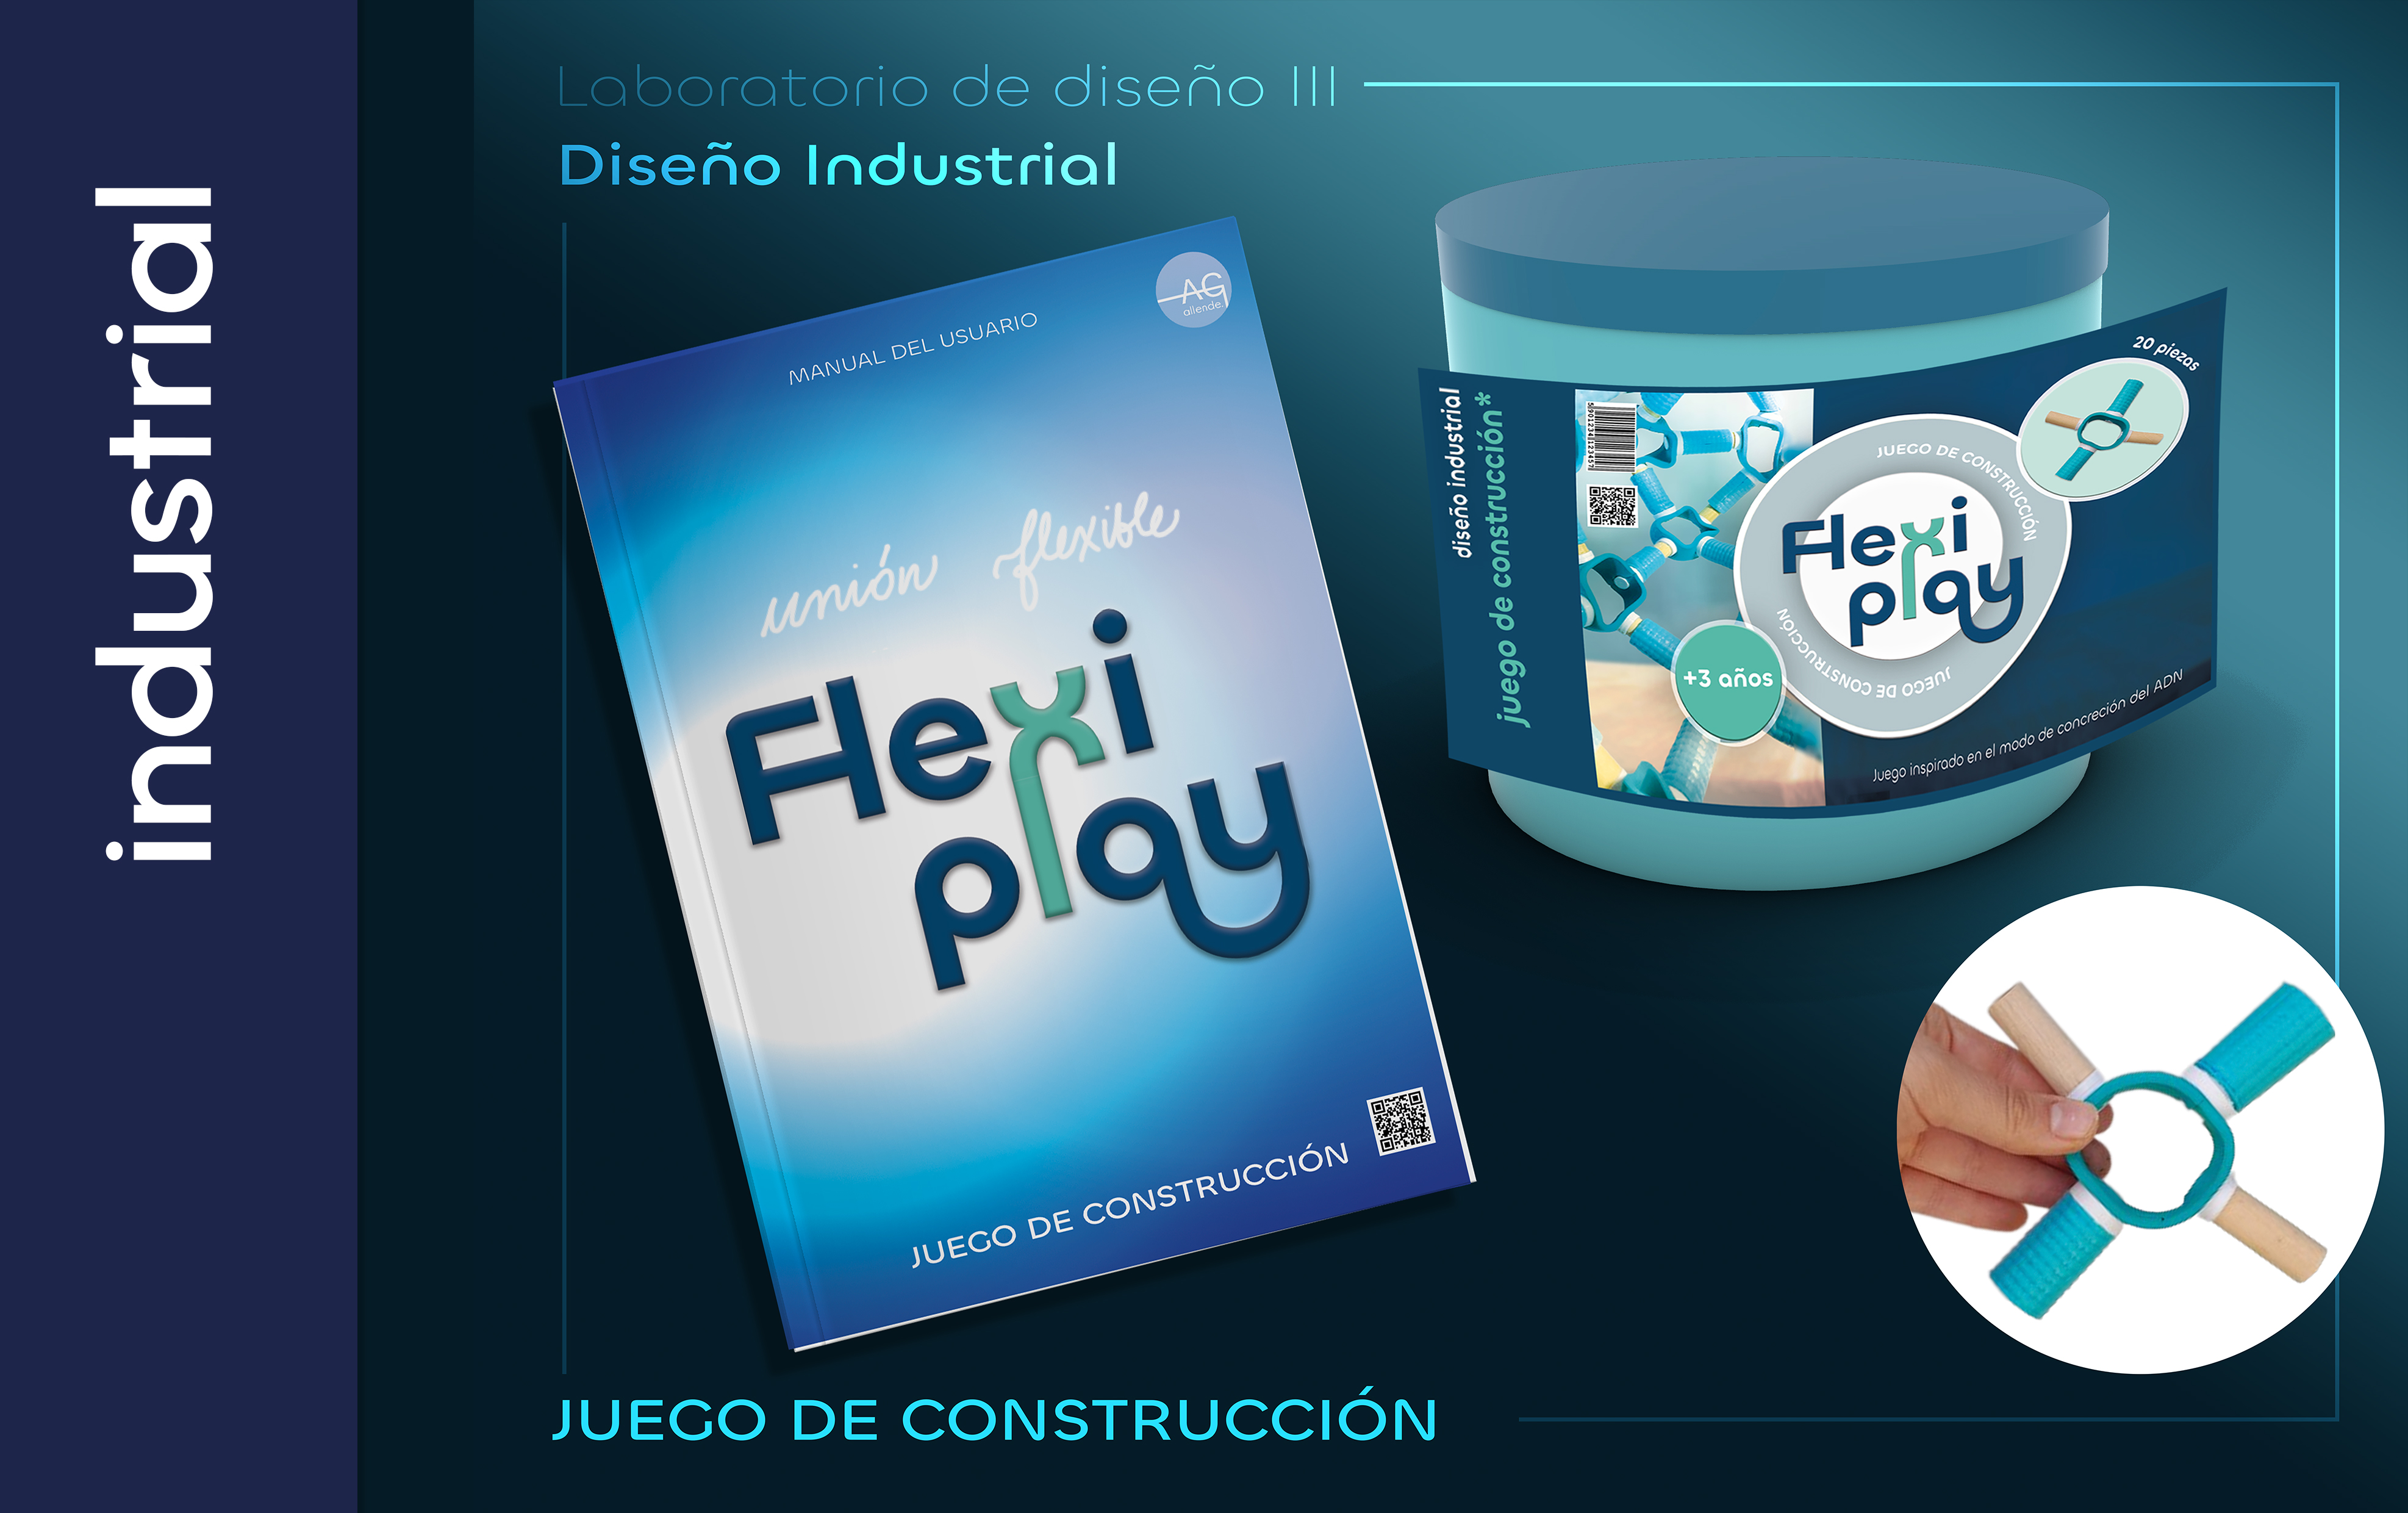 industrial
Laboratorio de diseño III
Diseño Industrial
MANUAL DEL USUARIO
AG
allende.
unión flexible
Flexi
play
JUEGO DE CONSTRUCCIÓN
diseño industrial
juego de construcción*
5901234123457
+3 años
JUEGO DE CONSTRUCCIÓN
Flexi
play
JUEGO DE CONSTRUCCIÓN
20 piezas
Juego inspirado en el modo de concreción del ADN
JUEGO DE CONSTRUCCIÓN